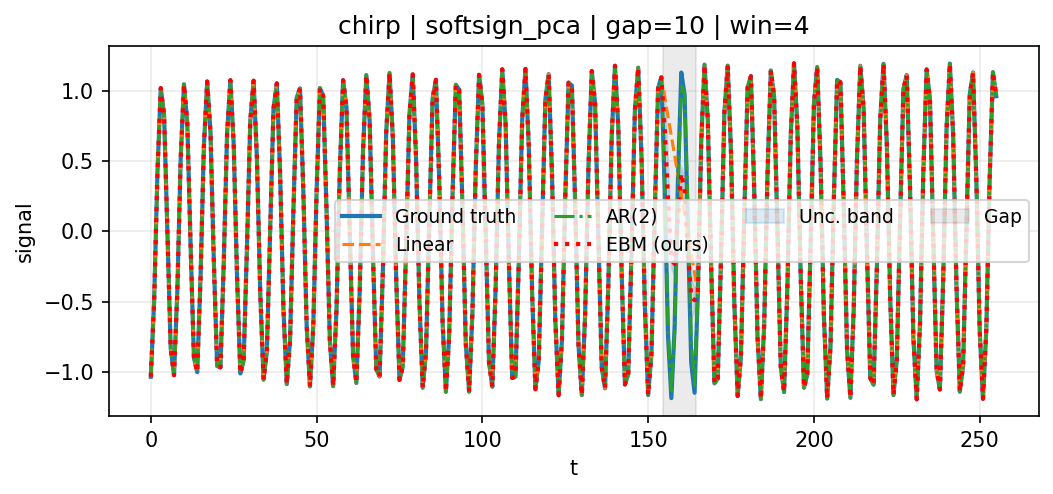 chirp | softsign_pca | gap=10 | win=4
signal
1.0
0.5
0.0
−0.5
−1.0
Ground truth
Linear
AR(2)
EBM (ours)
Unc. band
Gap
0 50 100 150 200 250
t